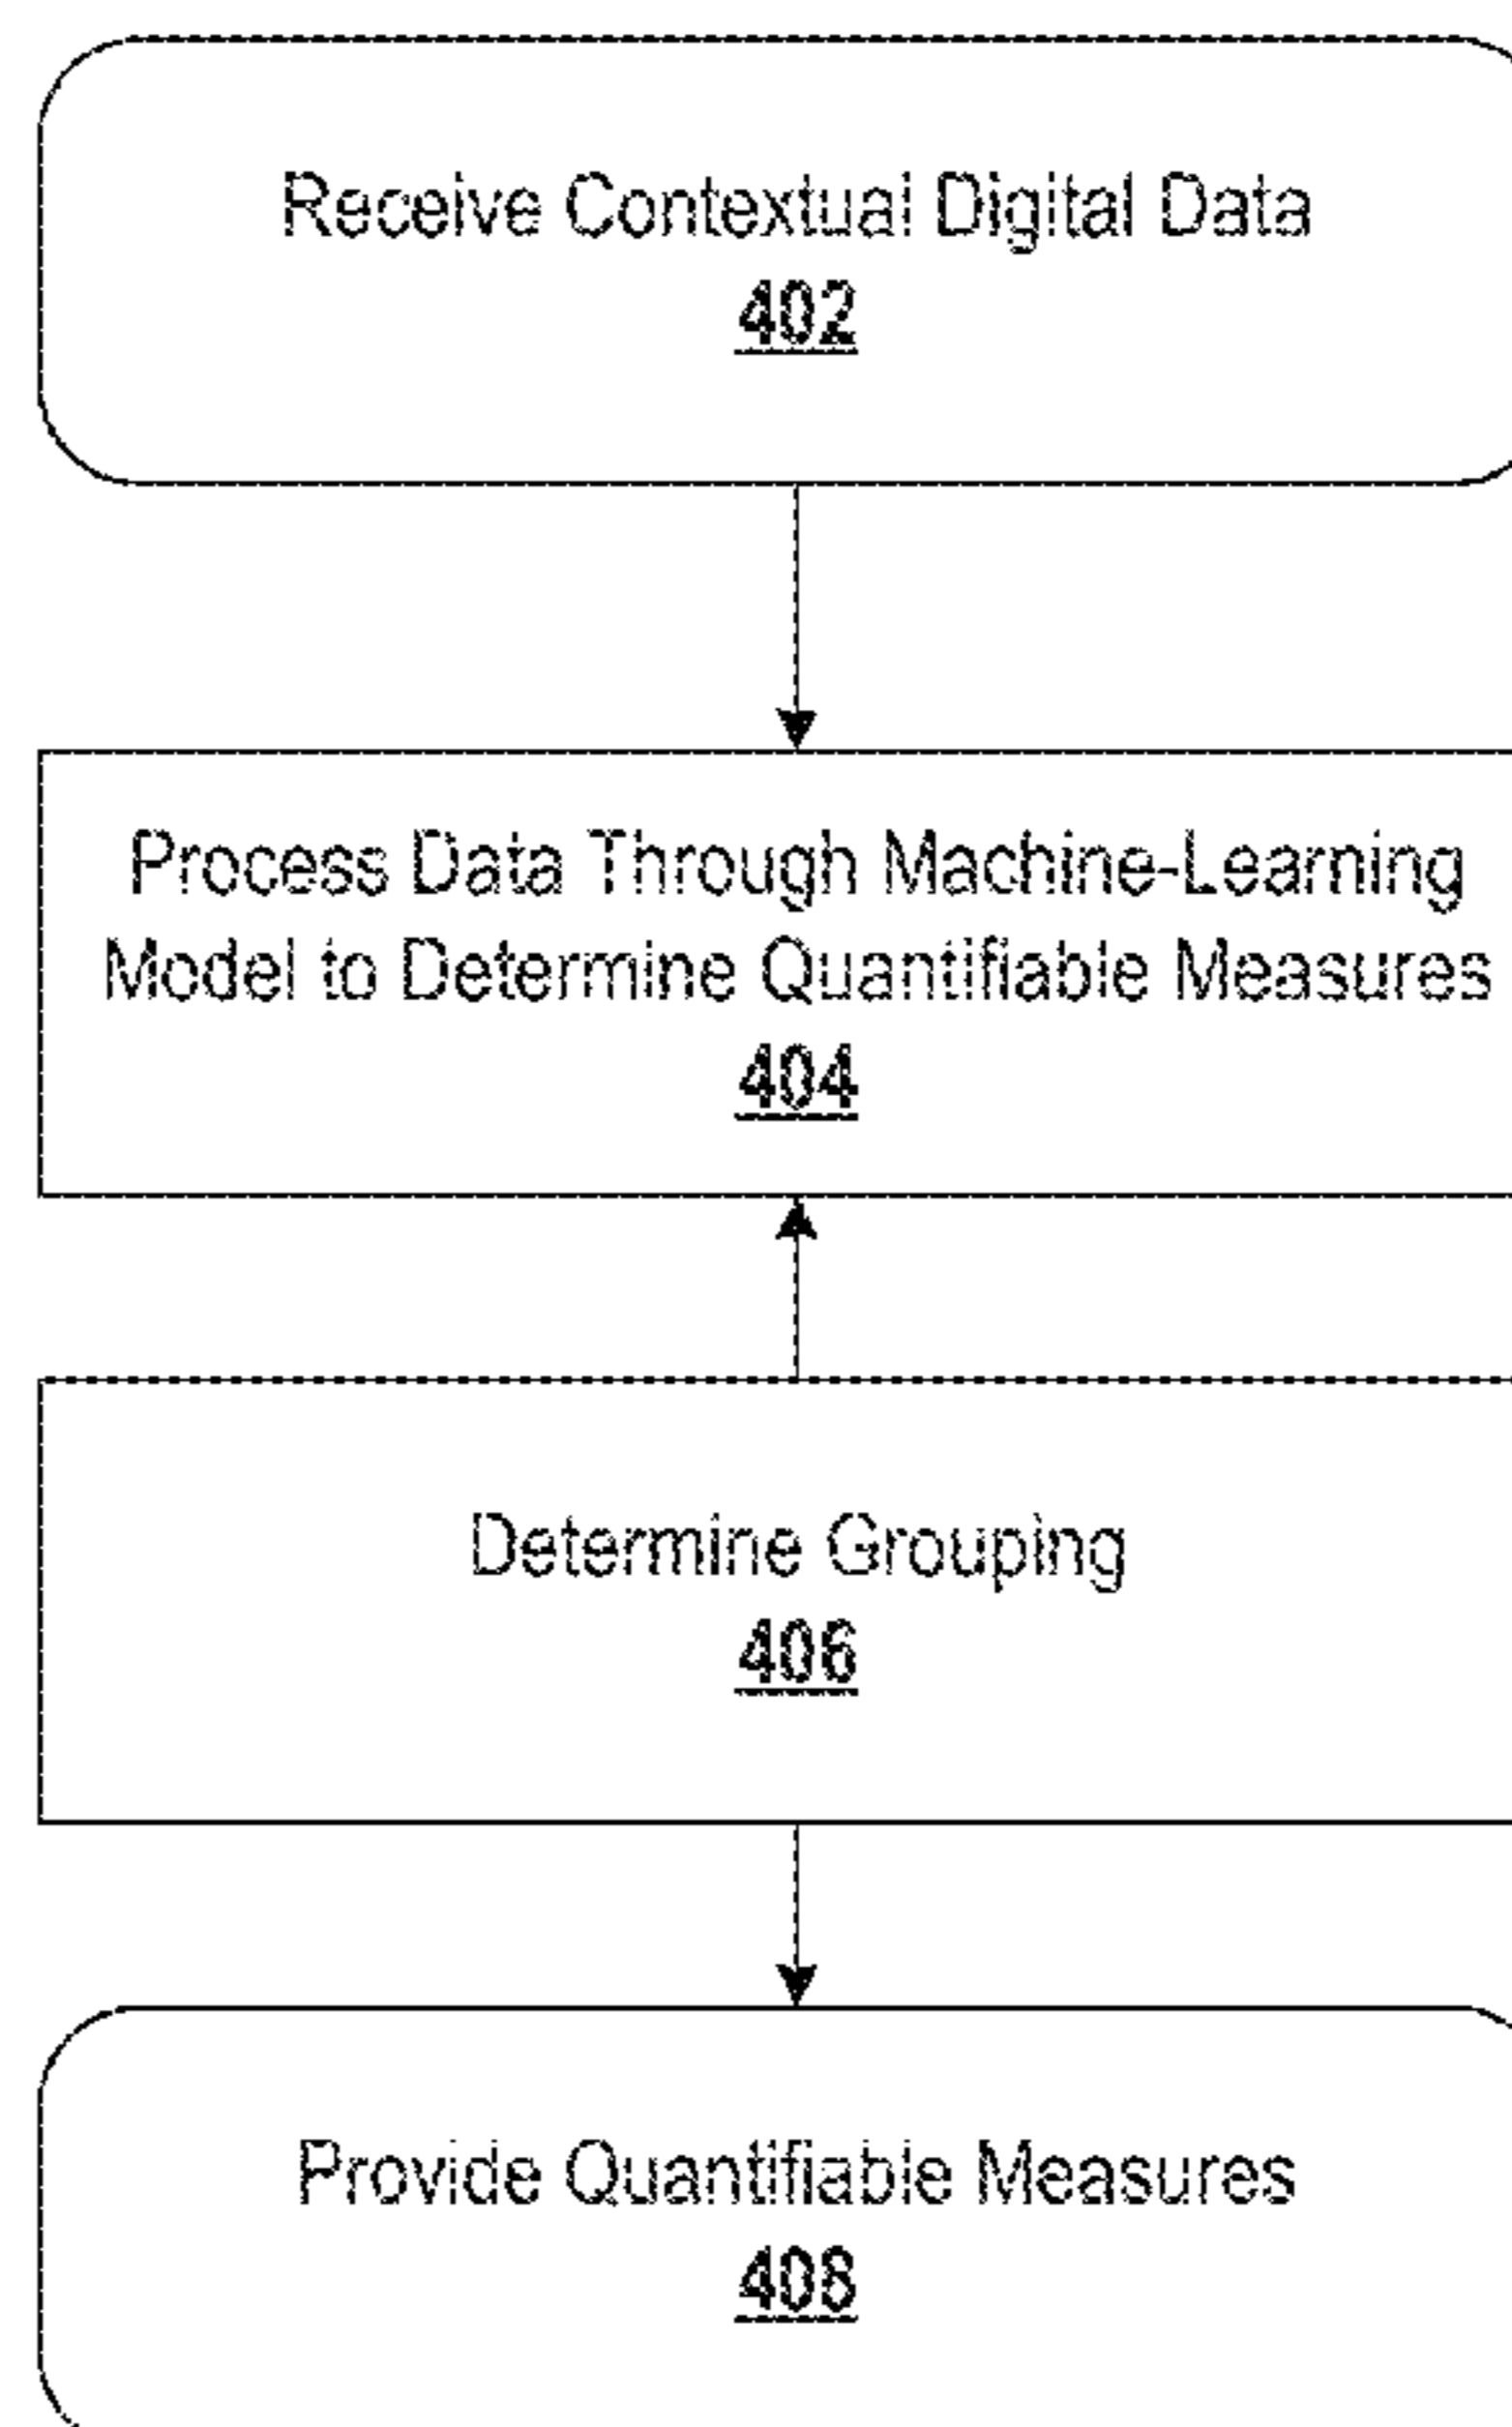 Receive Contextual Digital Data
402
Process Data Through Machine-Learning
Model to Determine Quantifiable Measures
404
Determine Grouping
406
Provide Quantifiable Measures
408